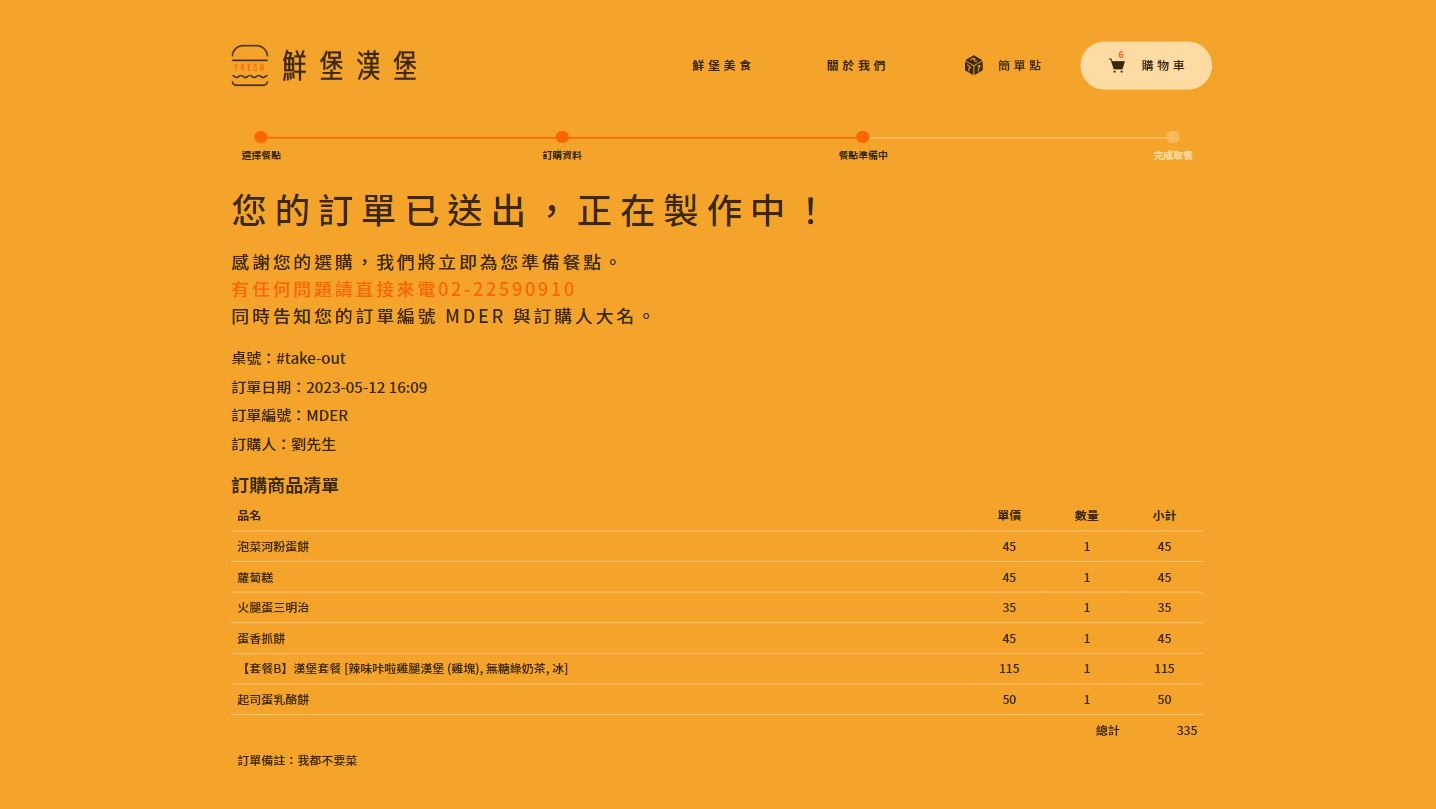 FRESH
鮮堡漢堡
鮮堡美食
關於我們
簡單點
6
購物車
選擇餐點
訂購資料
餐點準備中
完成取餐
您的訂單已送出，正在製作中！
感謝您的選購，我們將立即為您準備餐點。
有任何問題請直接來電02-22590910
同時告知您的訂單編號 MDER 與訂購人大名。
桌號：#take-out
訂單日期：2023-05-12 16:09
訂單編號：MDER
訂購人：劉先生
訂購商品清單
品名 單價 數量 小計
泡菜河粉蛋餅 45 1 45
蘿蔔糕 45 1 45
火腿蛋三明治 35 1 35
蛋香抓餅 45 1 45
【套餐B】漢堡套餐 [辣味咔啦雞腿漢堡 (雞塊), 無糖綠奶茶, 冰] 115 1 115
起司蛋乳酪餅 50 1 50
總計 335
訂單備註：我都不要菜